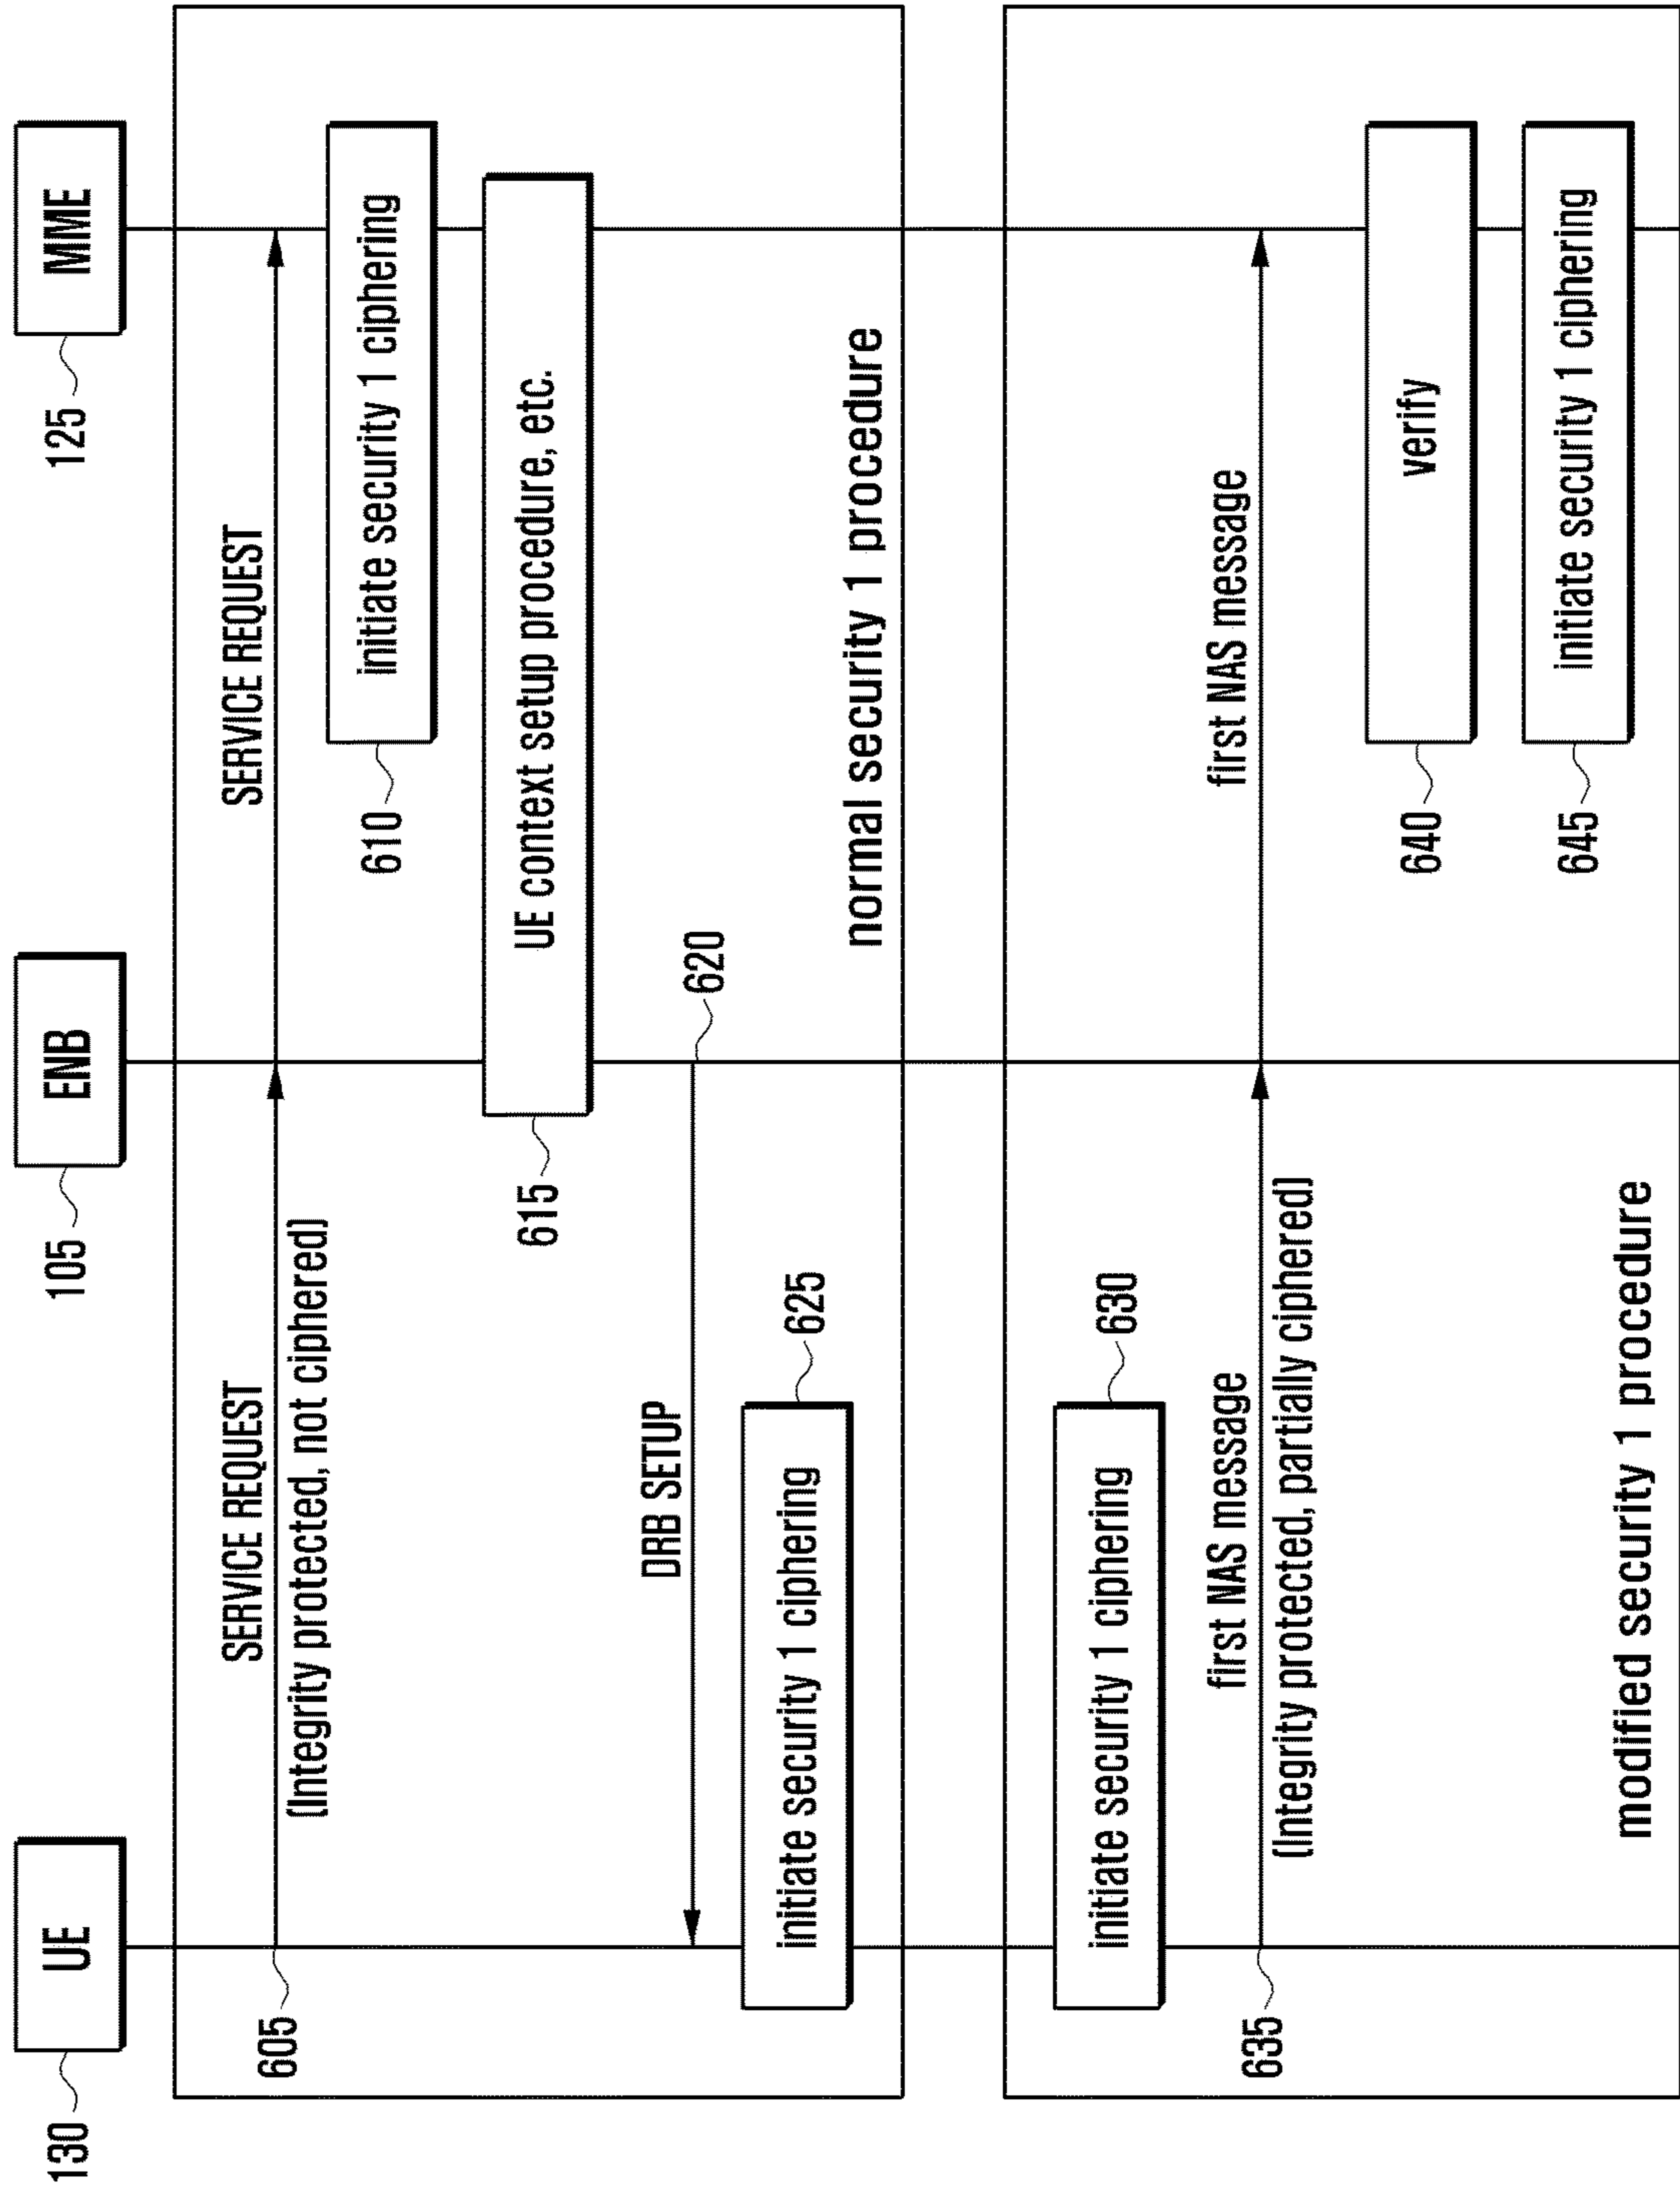 130
UE
105
ENB
125
MME
SERVICE REQUEST
SERVICE REQUEST
605
(Integrity protected, not ciphered)
610
initiate security 1 ciphering
615
UE context setup procedure, etc.
DRB SETUP
620
initiate security 1 ciphering
625
normal security 1 procedure
initiate security 1 ciphering
630
first NAS message
first NAS message
635
(Integrity protected, partially ciphered)
640
verify
645
initiate security 1 ciphering
modified security 1 procedure